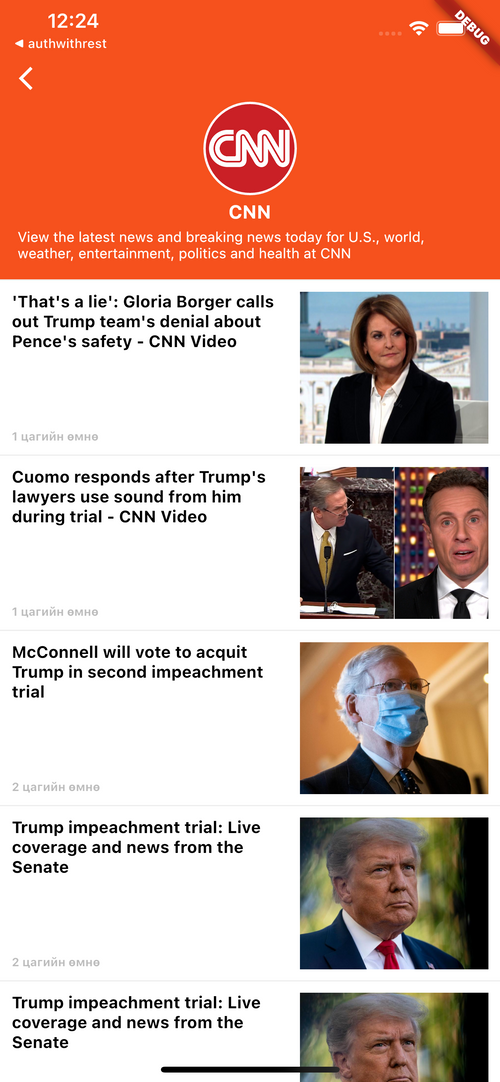 12:24
◀ authwithrest
DEBUG
CNN
CNN
View the latest news and breaking news today for U.S., world,
weather, entertainment, politics and health at CNN
'That's a lie': Gloria Borger calls
out Trump team's denial about
Pence's safety - CNN Video
1 цагийн өмнө
Cuomo responds after Trump's
lawyers use sound from him
during trial - CNN Video
1 цагийн өмнө
McConnell will vote to acquit
Trump in second impeachment
trial
2 цагийн өмнө
Trump impeachment trial: Live
coverage and news from the
Senate
2 цагийн өмнө
Trump impeachment trial: Live
coverage and news from the
Senate